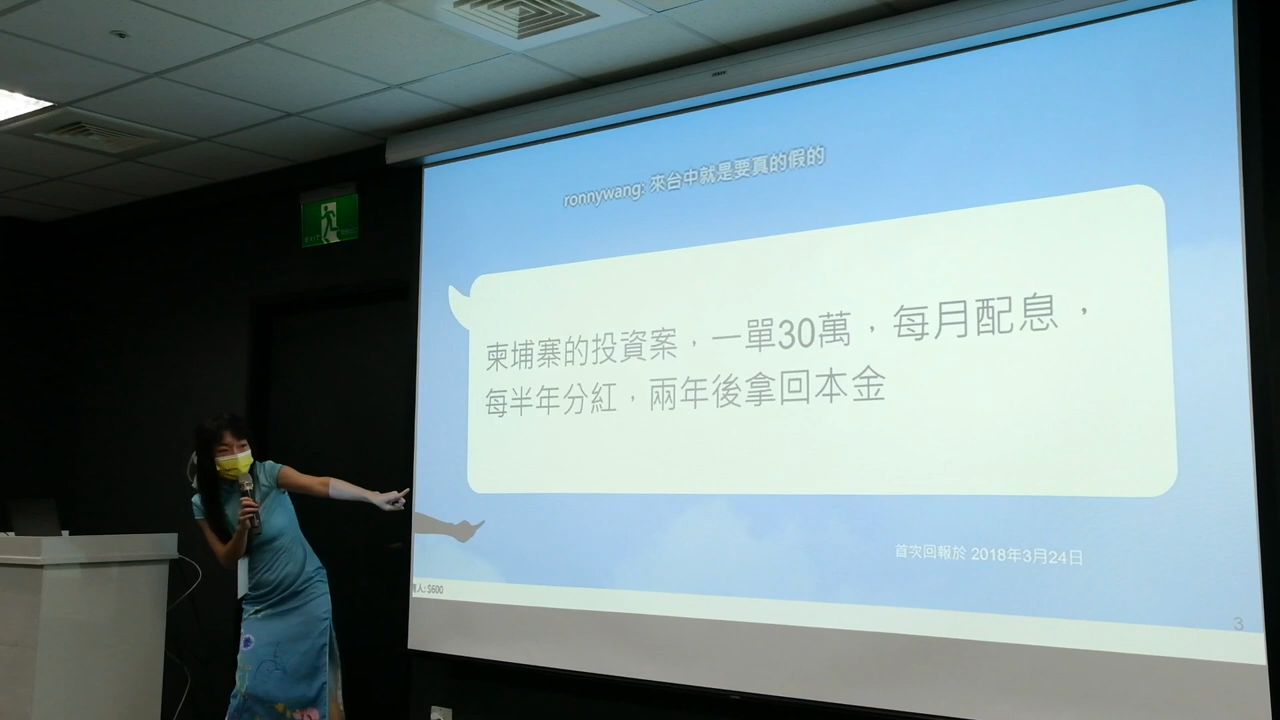 ronnywang: 來台中就是要真的假的
柬埔寨的投資案，一單30萬，每月配息，
每半年分紅，兩年後拿回本金
首次回報於 2018年3月24日
人: $600
3